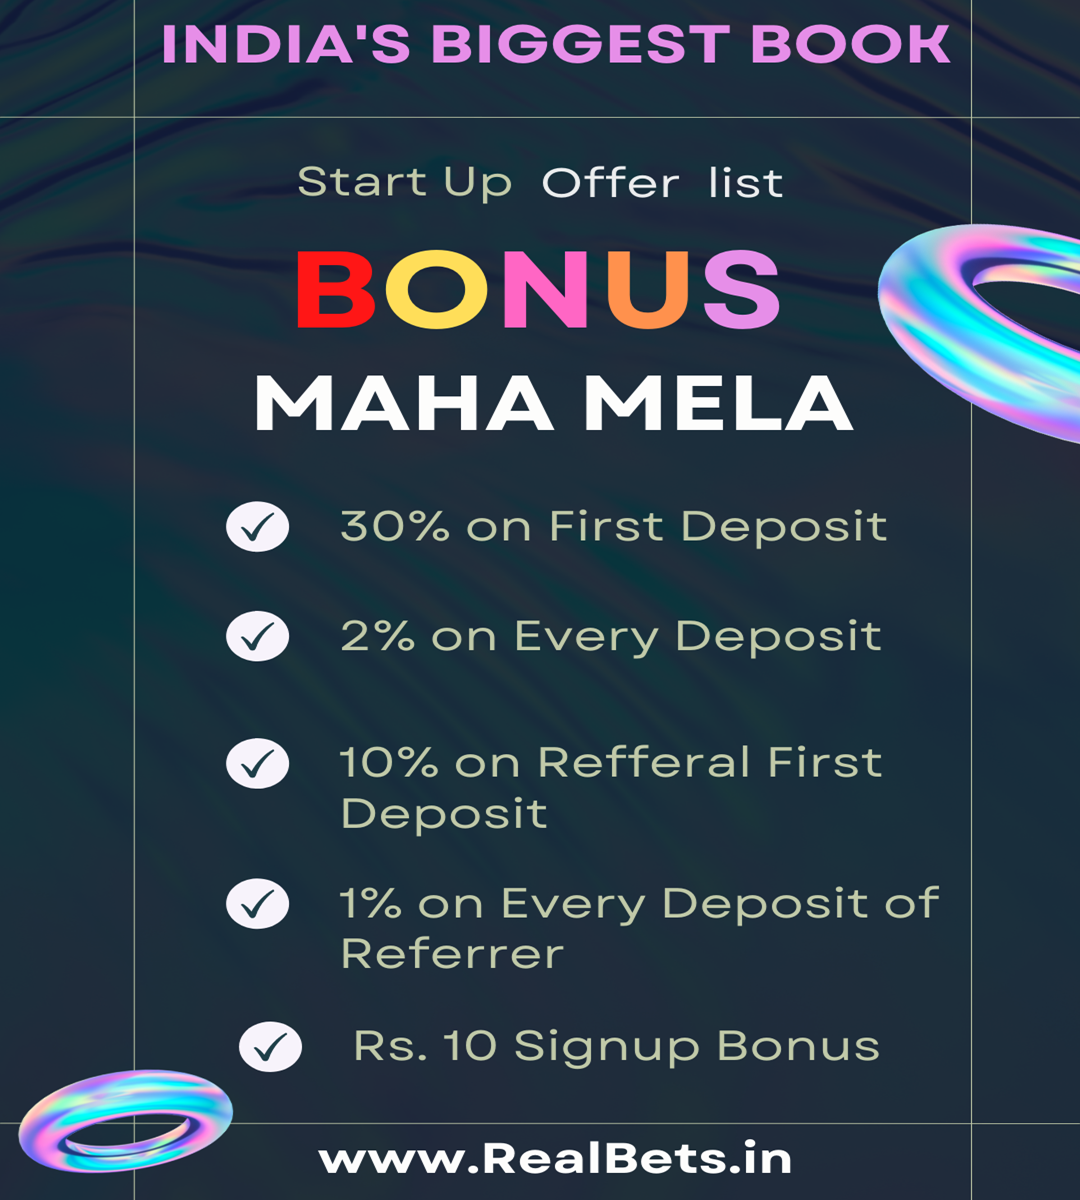 INDIA'S BIGGEST BOOK
Start Up Offer list
BONUS
MAHA MELA
30% on First Deposit
2% on Every Deposit
10% on Refferal First
Deposit
1% on Every Deposit of
Referrer
Rs. 10 Signup Bonus
www.RealBets.in